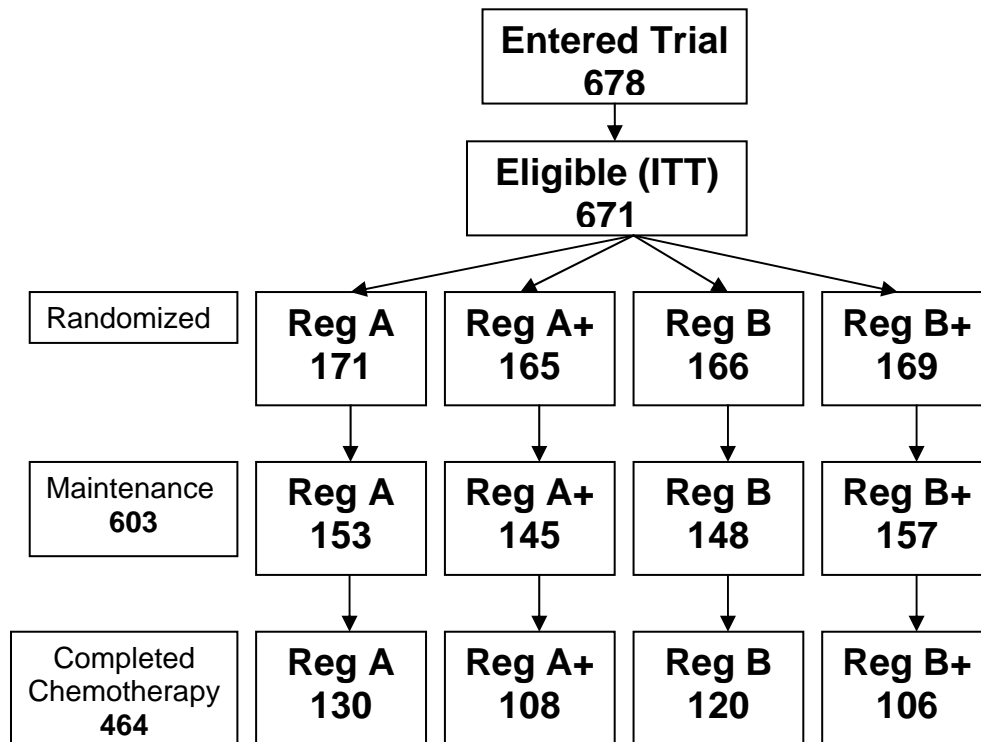 Entered Trial
678
Eligible (ITT)
671
Randomized
Reg A
171
Reg A+
165
Reg B
166
Reg B+
169
Maintenance
603
Reg A
153
Reg A+
145
Reg B
148
Reg B+
157
Completed
Chemotherapy
464
Reg A
130
Reg A+
108
Reg B
120
Reg B+
106